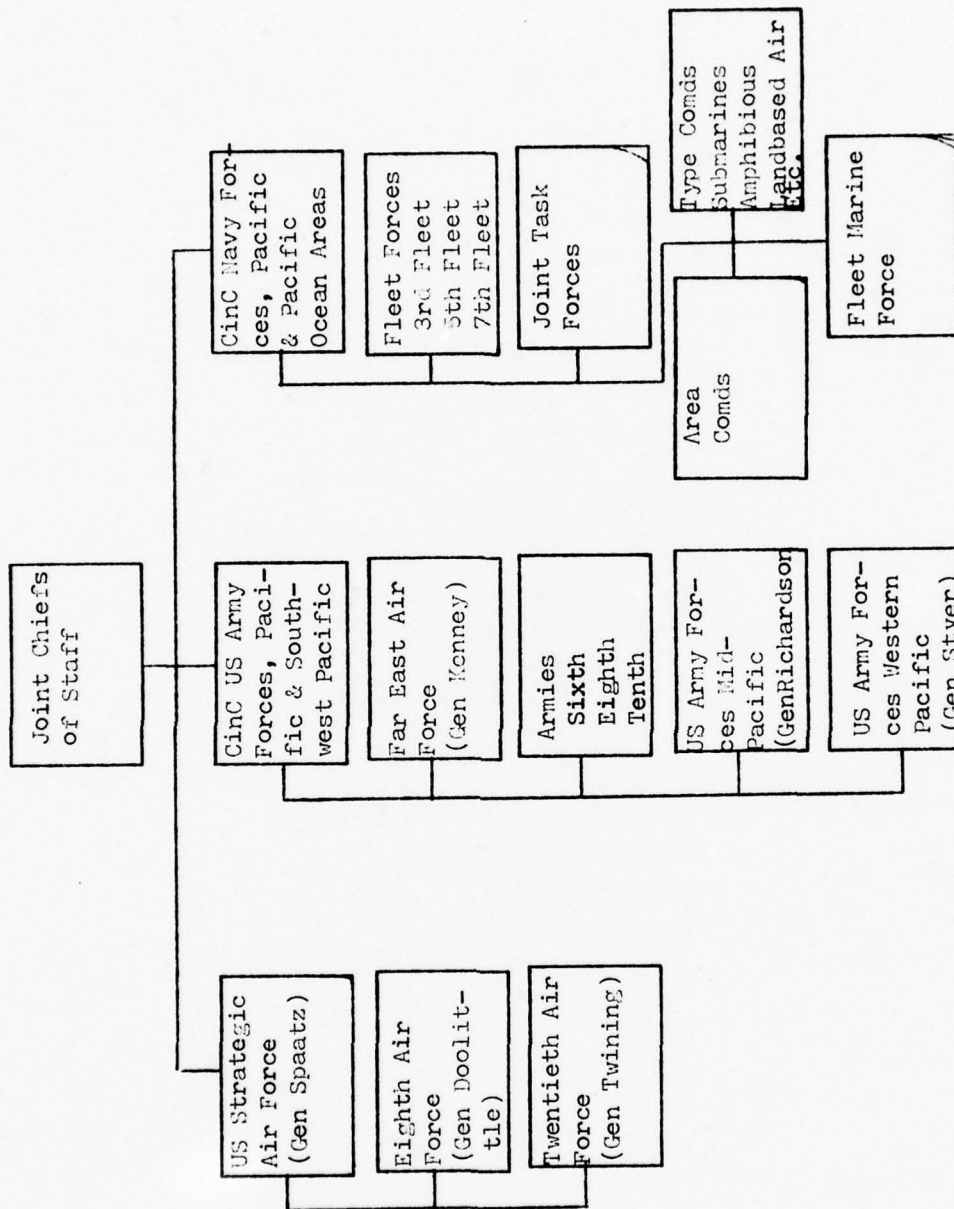 Joint Chiefs
of Staff
US Strategic
Air Force
(Gen Spaatz)
Eighth Air
Force
(Gen Doolit-
tle)
Twentieth Air
Force
(Gen Twining)
CinC US Army
Forces, Paci-
fic & South-
west Pacific
Far East Air
Force
(Gen Kenney)
Armies
Sixth
Eighth
Tenth
US Army For-
ces Mid-
Pacific
(GenRichardson)
US Army For-
ces Western
Pacific
(Gen Styer)
CinC Navy For-
ces, Pacific
& Pacific
Ocean Areas
Fleet Forces
3rd Fleet
5th Fleet
7th Fleet
Joint Task
Forces
Area
Comds
Type Comds
Submarines
Amphibious
Landbased Air
Etc.
Fleet Marine
Force